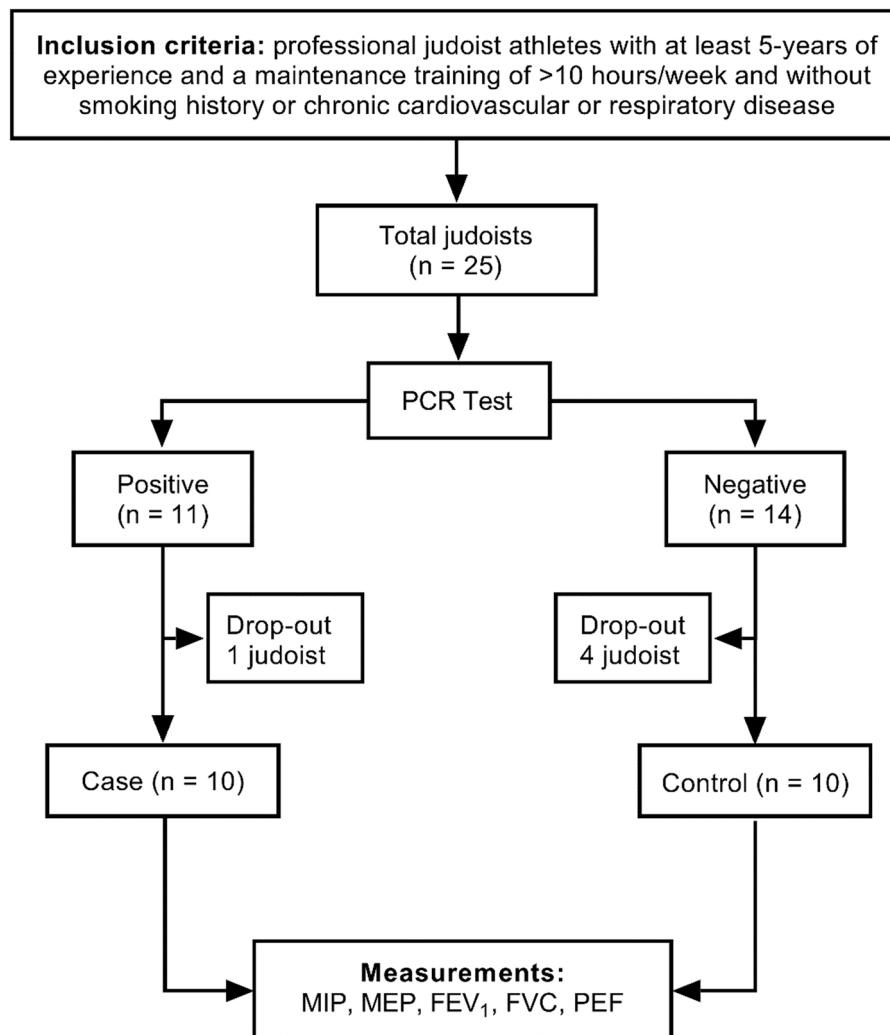 Inclusion criteria: professional judoist athletes with at least 5-years of
experience and a maintenance training of >10 hours/week and without
smoking history or chronic cardiovascular or respiratory disease
Total judoists
(n = 25)
PCR Test
Positive
(n = 11)
Negative
(n = 14)
Drop-out
1 judoist
Drop-out
4 judoist
Case (n = 10)
Control (n = 10)
Measurements:
MIP, MEP, FEV₁, FVC, PEF